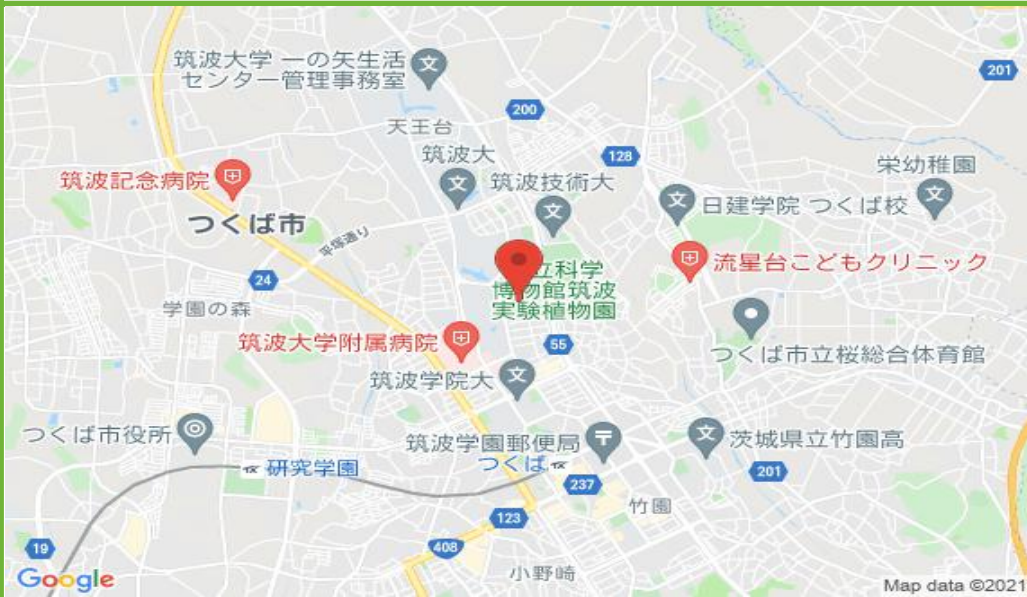 筑波大学 一の矢生活
センター管理事務室
201
200
天王台
筑波大
128
栄幼稚園
筑波記念病院
筑波技術大
日建学院 つくば校
つくば市
平塚通り
立科学
博物館筑波
実験植物園
流星台こどもクリニック
24
学園の森
筑波大学附属病院
55
つくば市立桜総合体育館
筑波学院大
つくば市役所
筑波学園郵便局
茨城県立竹園高
研究学園
つくば
201
237
竹園
123
19
408
小野崎
Google
Map data ©2021